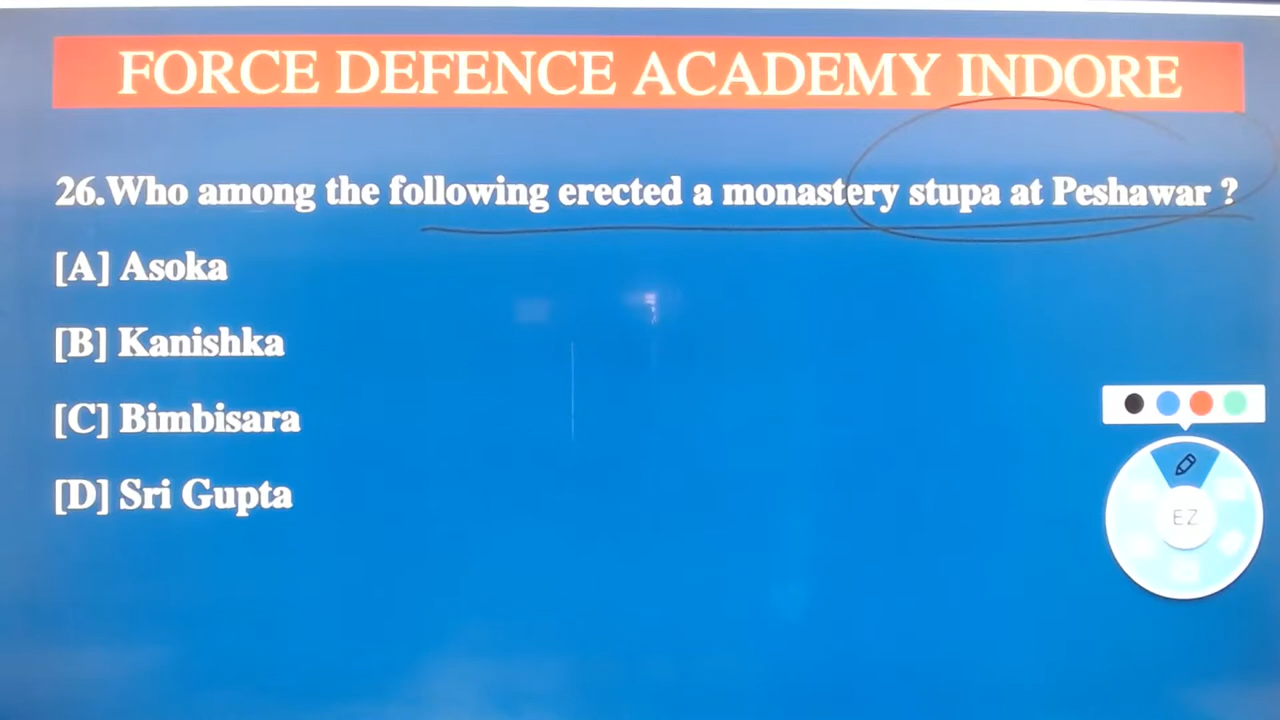 FORCE DEFENCE ACADEMY INDORE
26.Who among the following erected a monastery stupa at Peshawar ?
[A] Asoka
[B] Kanishka
[C] Bimbisara
[D] Sri Gupta
EZ